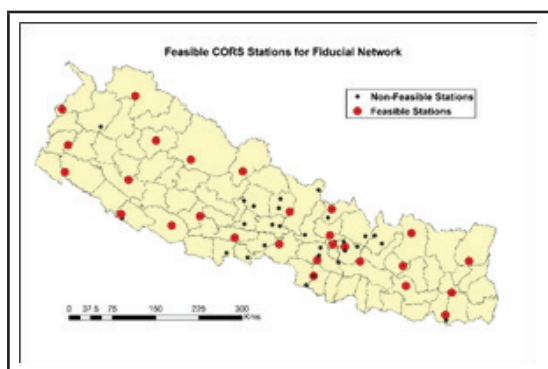 Feasible CORS Stations for Fiducial Network
Non-Feasible Stations
Feasible Stations
0 37.5 75 150 225 300
Kms